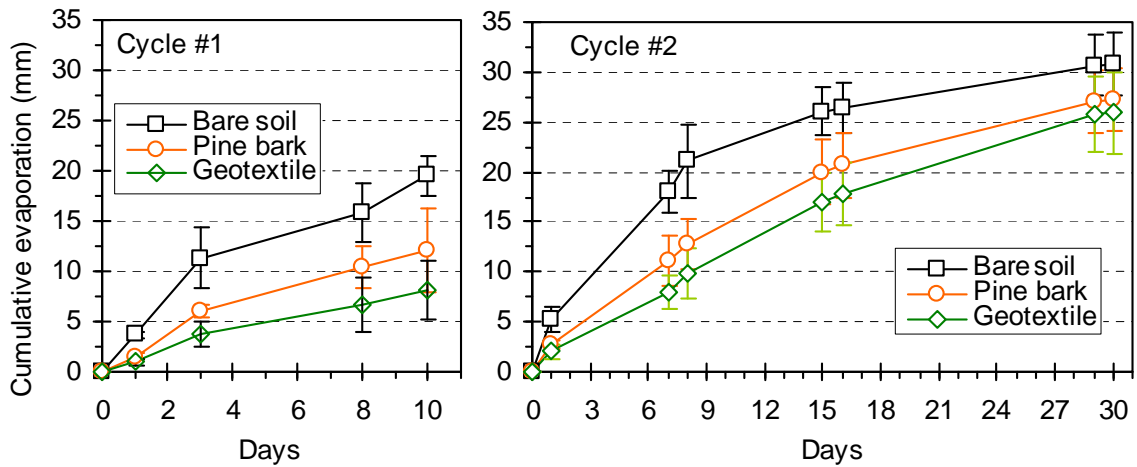 Cumulative evaporation (mm)
35
30
25
20
15
10
5
0
Cycle #1
Bare soil
Pine bark
Geotextile
0 2 4 6 8 10
Days
35
30
25
20
15
10
5
0
Cycle #2
Bare soil
Pine bark
Geotextile
0 3 6 9 12 15 18 21 24 27 30
Days